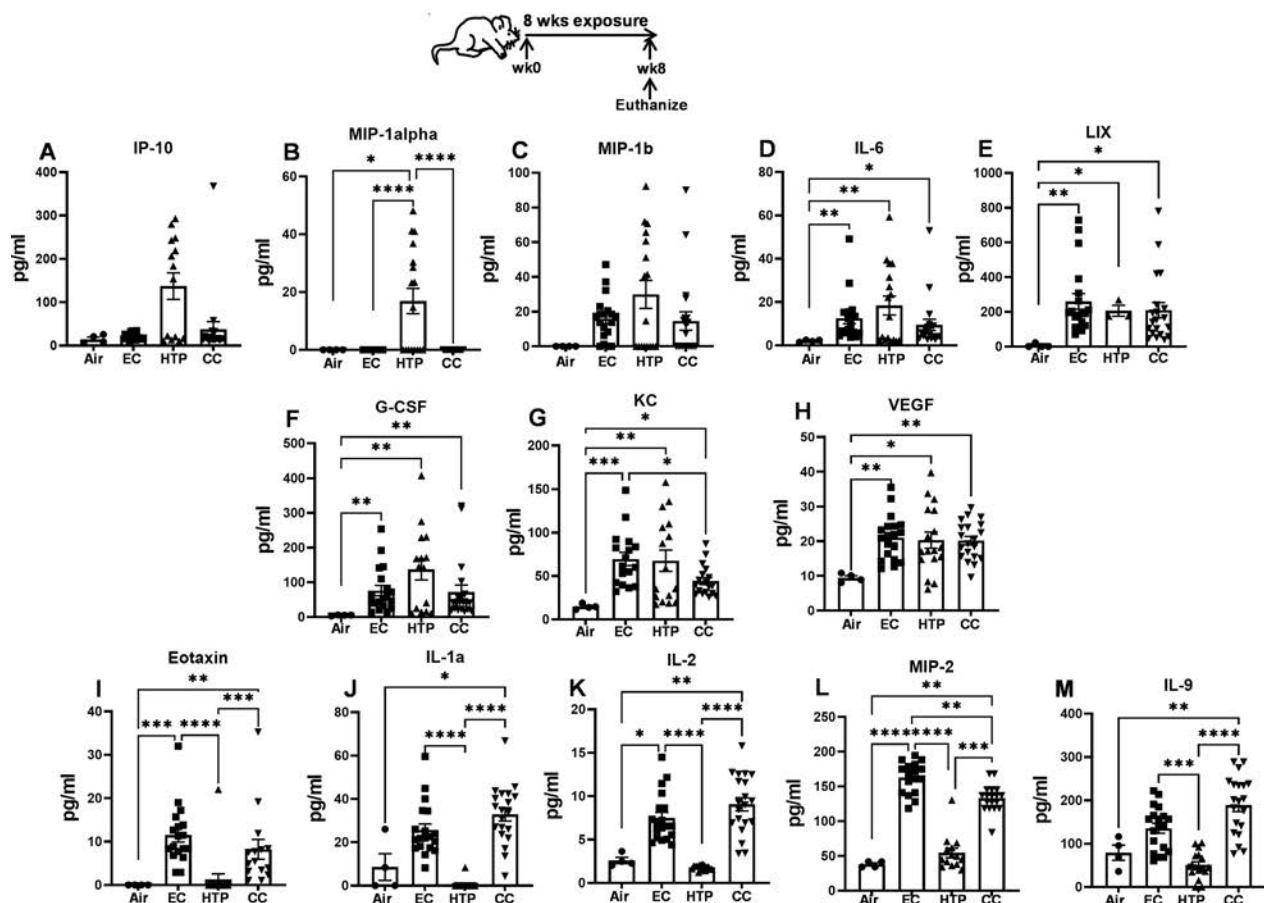 8 wks exposure
wk0
wk8
Euthanize
A
IP-10
pg/ml
400
300
200
100
0
Air EC HTP CC
B
MIP-1alpha
* ****
****
pg/ml
60
40
20
0
Air EC HTP CC
C
MIP-1b
pg/ml
100
80
60
40
20
0
Air EC HTP CC
D
IL-6
*
**
**
pg/ml
80
60
40
20
0
Air EC HTP CC
E
LIX
*
*
**
pg/ml
1000
800
600
400
200
0
Air EC HTP CC
F
G-CSF
**
**
**
pg/ml
500
400
300
200
100
0
Air EC HTP CC
G
KC
*
**
*** *
pg/ml
200
150
100
50
0
Air EC HTP CC
H
VEGF
**
*
**
pg/ml
50
40
30
20
10
0
Air EC HTP CC
I
Eotaxin
**
***
*** ****
pg/ml
40
30
20
10
0
Air EC HTP CC
J
IL-1a
*
****
****
pg/ml
80
60
40
20
0
Air EC HTP CC
K
IL-2
**
****
* ****
pg/ml
20
15
10
5
0
Air EC HTP CC
L
MIP-2
**
**
**** **** ***
pg/ml
250
200
150
100
50
0
Air EC HTP CC
M
IL-9
**
****
***
pg/ml
400
300
200
100
0
Air EC HTP CC